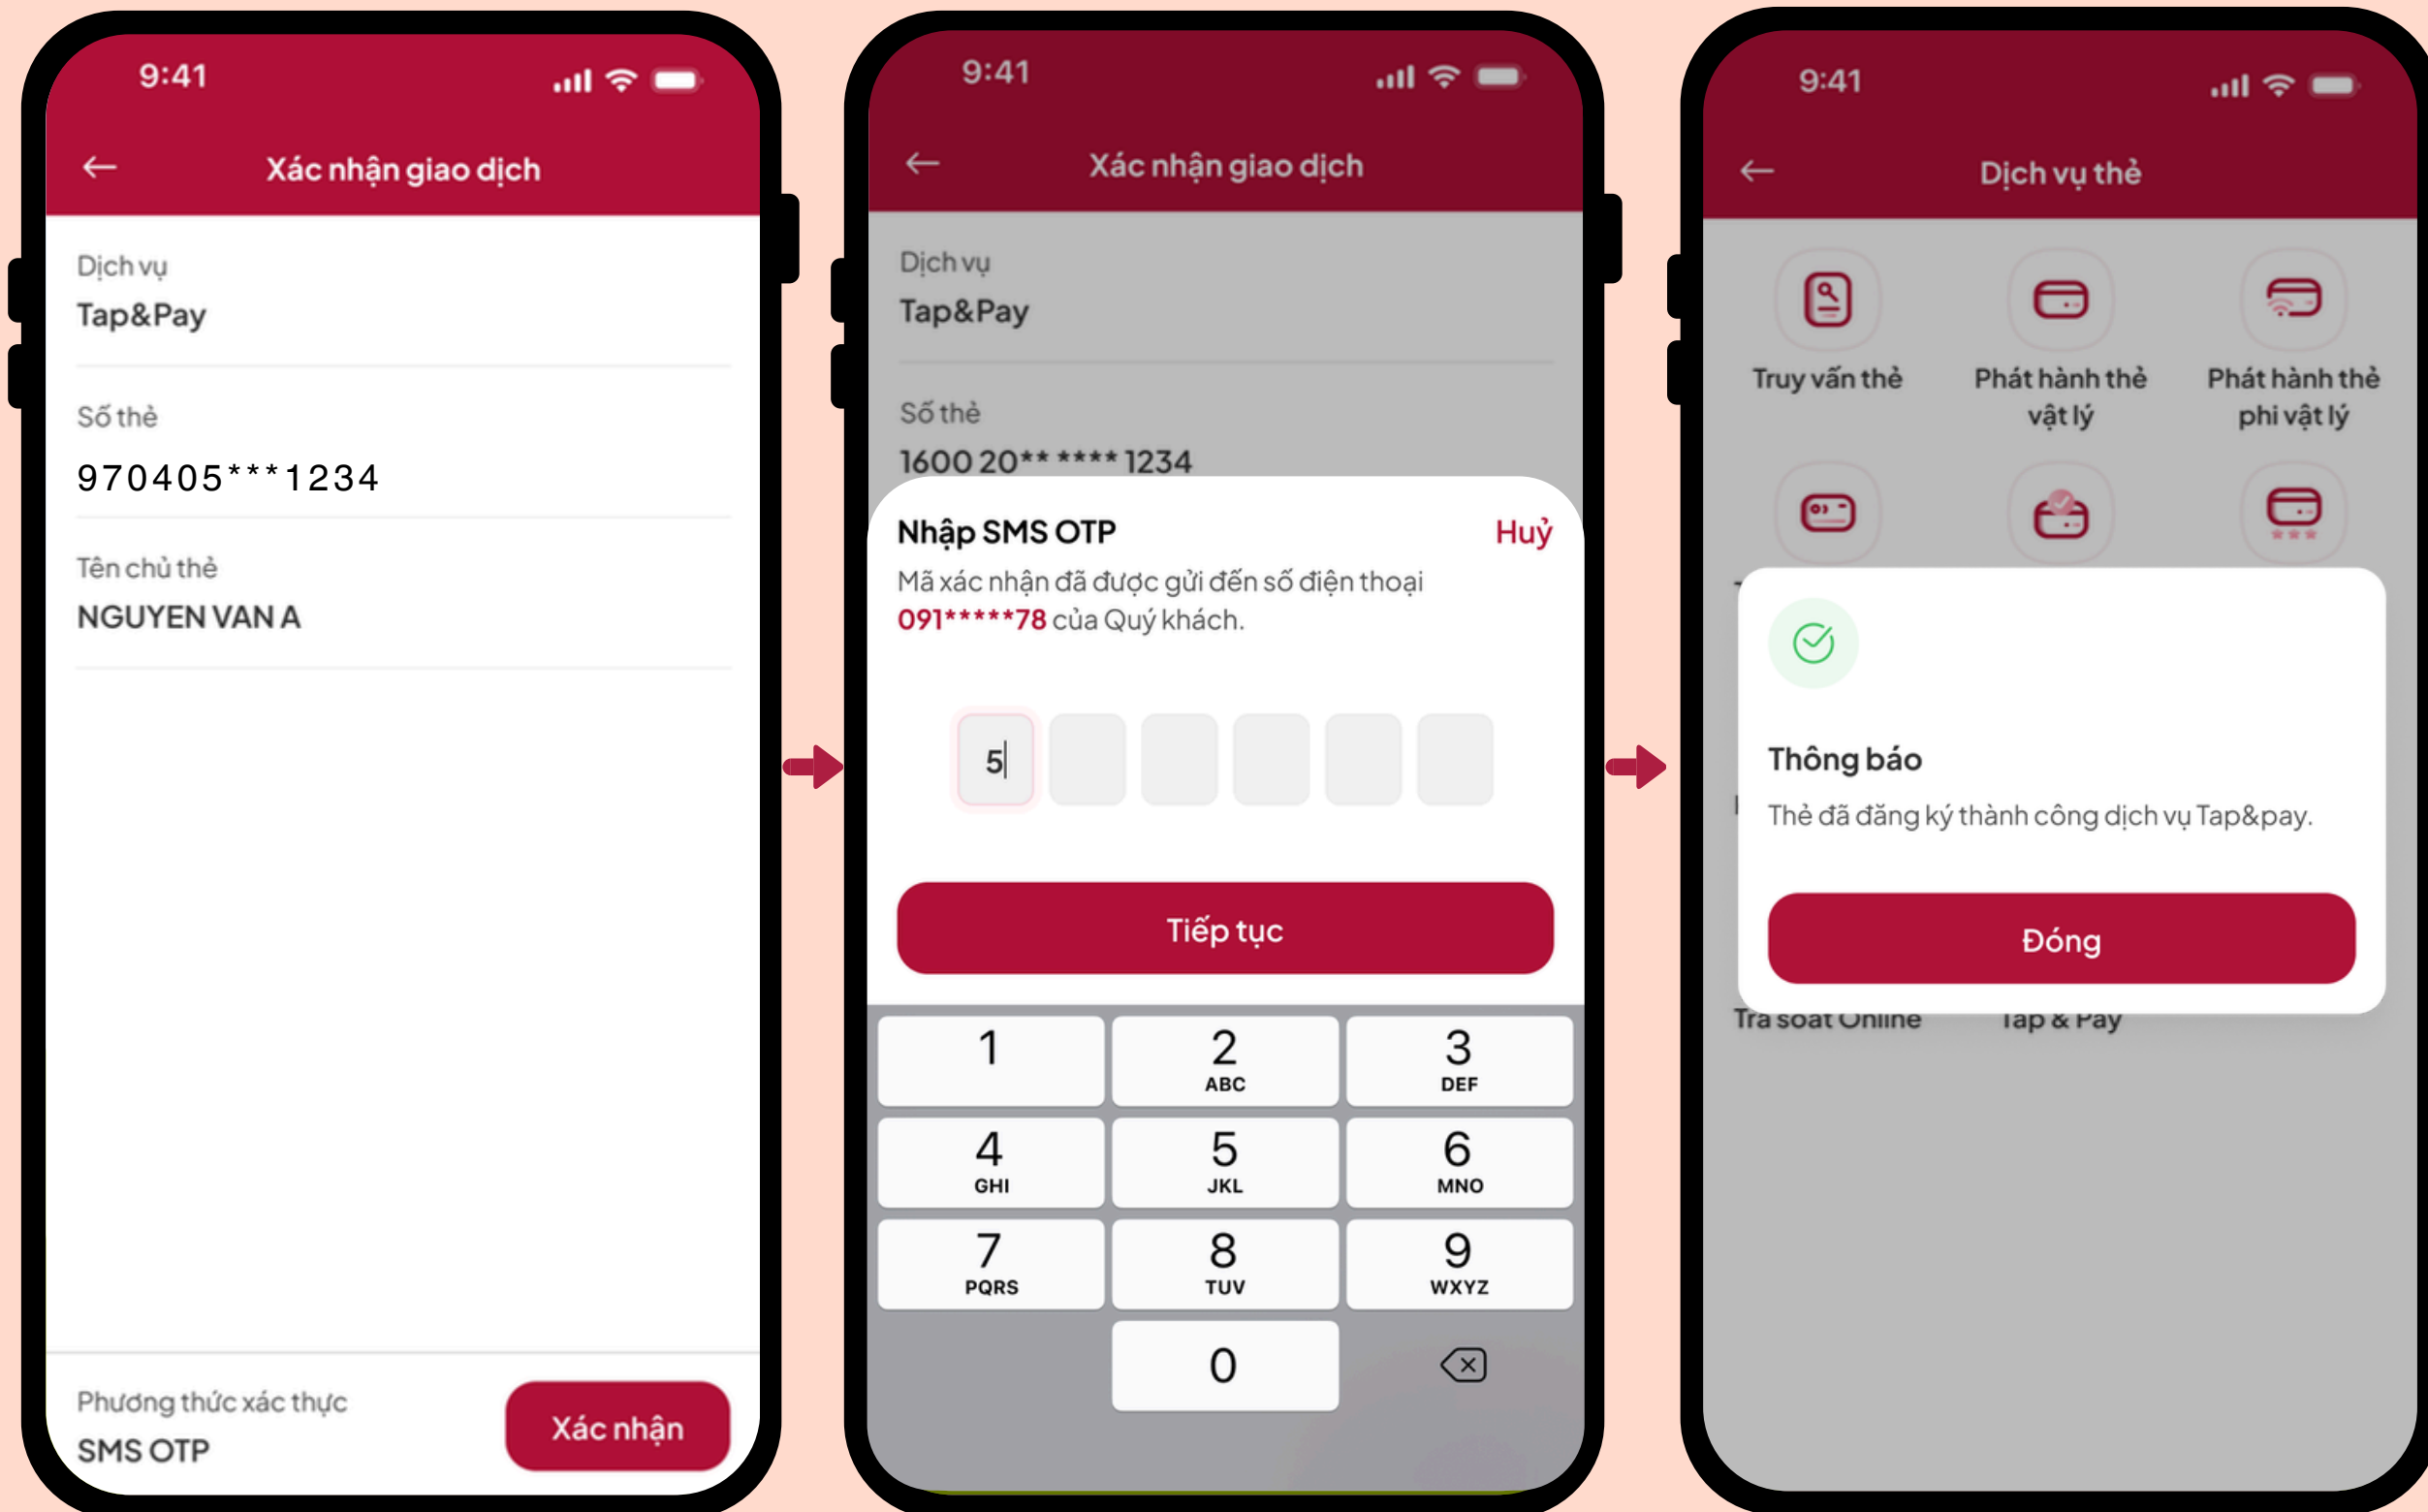 9:41
Xác nhận giao dịch
Dịch vụ
Tap&Pay
Số thẻ
970405***1234
Tên chủ thẻ
NGUYEN VAN A
Phương thức xác thực
SMS OTP
Xác nhận
9:41
Xác nhận giao dịch
Dịch vụ
Tap&Pay
Số thẻ
1600 20** **** 1234
Nhập SMS OTP
Huỷ
Mã xác nhận đã được gửi đến số điện thoại
091*****78 của Quý khách.
5
Tiếp tục
1
2
ABC
3
DEF
4
GHI
5
JKL
6
MNO
7
PQRS
8
TUV
9
WXYZ
0
9:41
Dịch vụ thẻ
Truy vấn thẻ
Phát hành thẻ
vật lý
Phát hành thẻ
phi vật lý
Thông báo
Thẻ đã đăng ký thành công dịch vụ Tap&pay.
Đóng
Tra soát Online
Tap & Pay